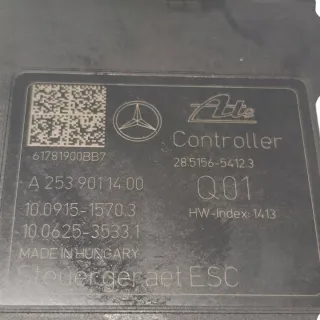 Ate
61781900BB7
Controller
28.5156-5412.3
A 253 901 14 00
Q01
10.0915-1570.3
HW-Index: 1413
10.0625-3533.1
MADE IN HUNGARY
Steuergeraet ESC